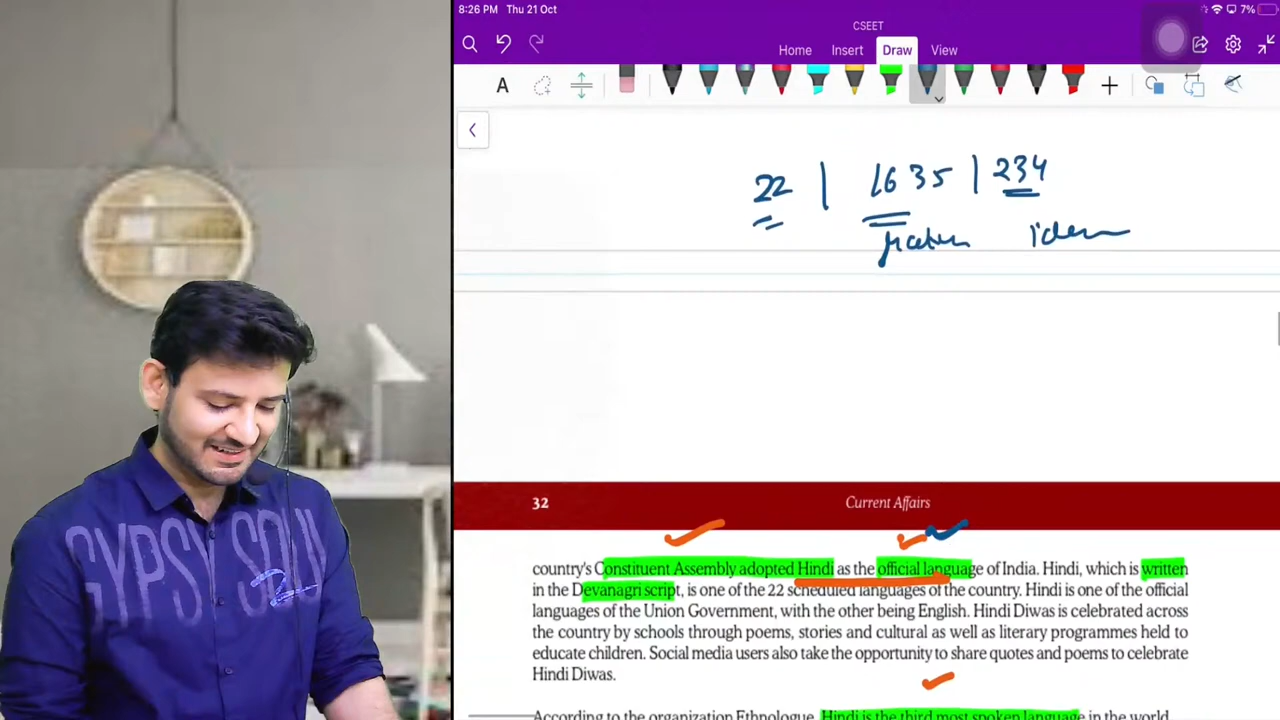 8:26 PM Thu 21 Oct
7%
CSEET
Home Insert Draw View
A
22 | 1635 | 234
32 Current Affairs
country's Constituent Assembly adopted Hindi as the official language of India. Hindi, which is written
in the Devanagri script, is one of the 22 scheduled languages of the country. Hindi is one of the official
languages of the Union Government, with the other being English. Hindi Diwas is celebrated across
the country by schools through poems, stories and cultural as well as literary programmes held to
educate children. Social media users also take the opportunity to share quotes and poems to celebrate
Hindi Diwas.
According to the organization Ethnologue, Hindi is the third most spoken language in the world
GYPSY SOUL